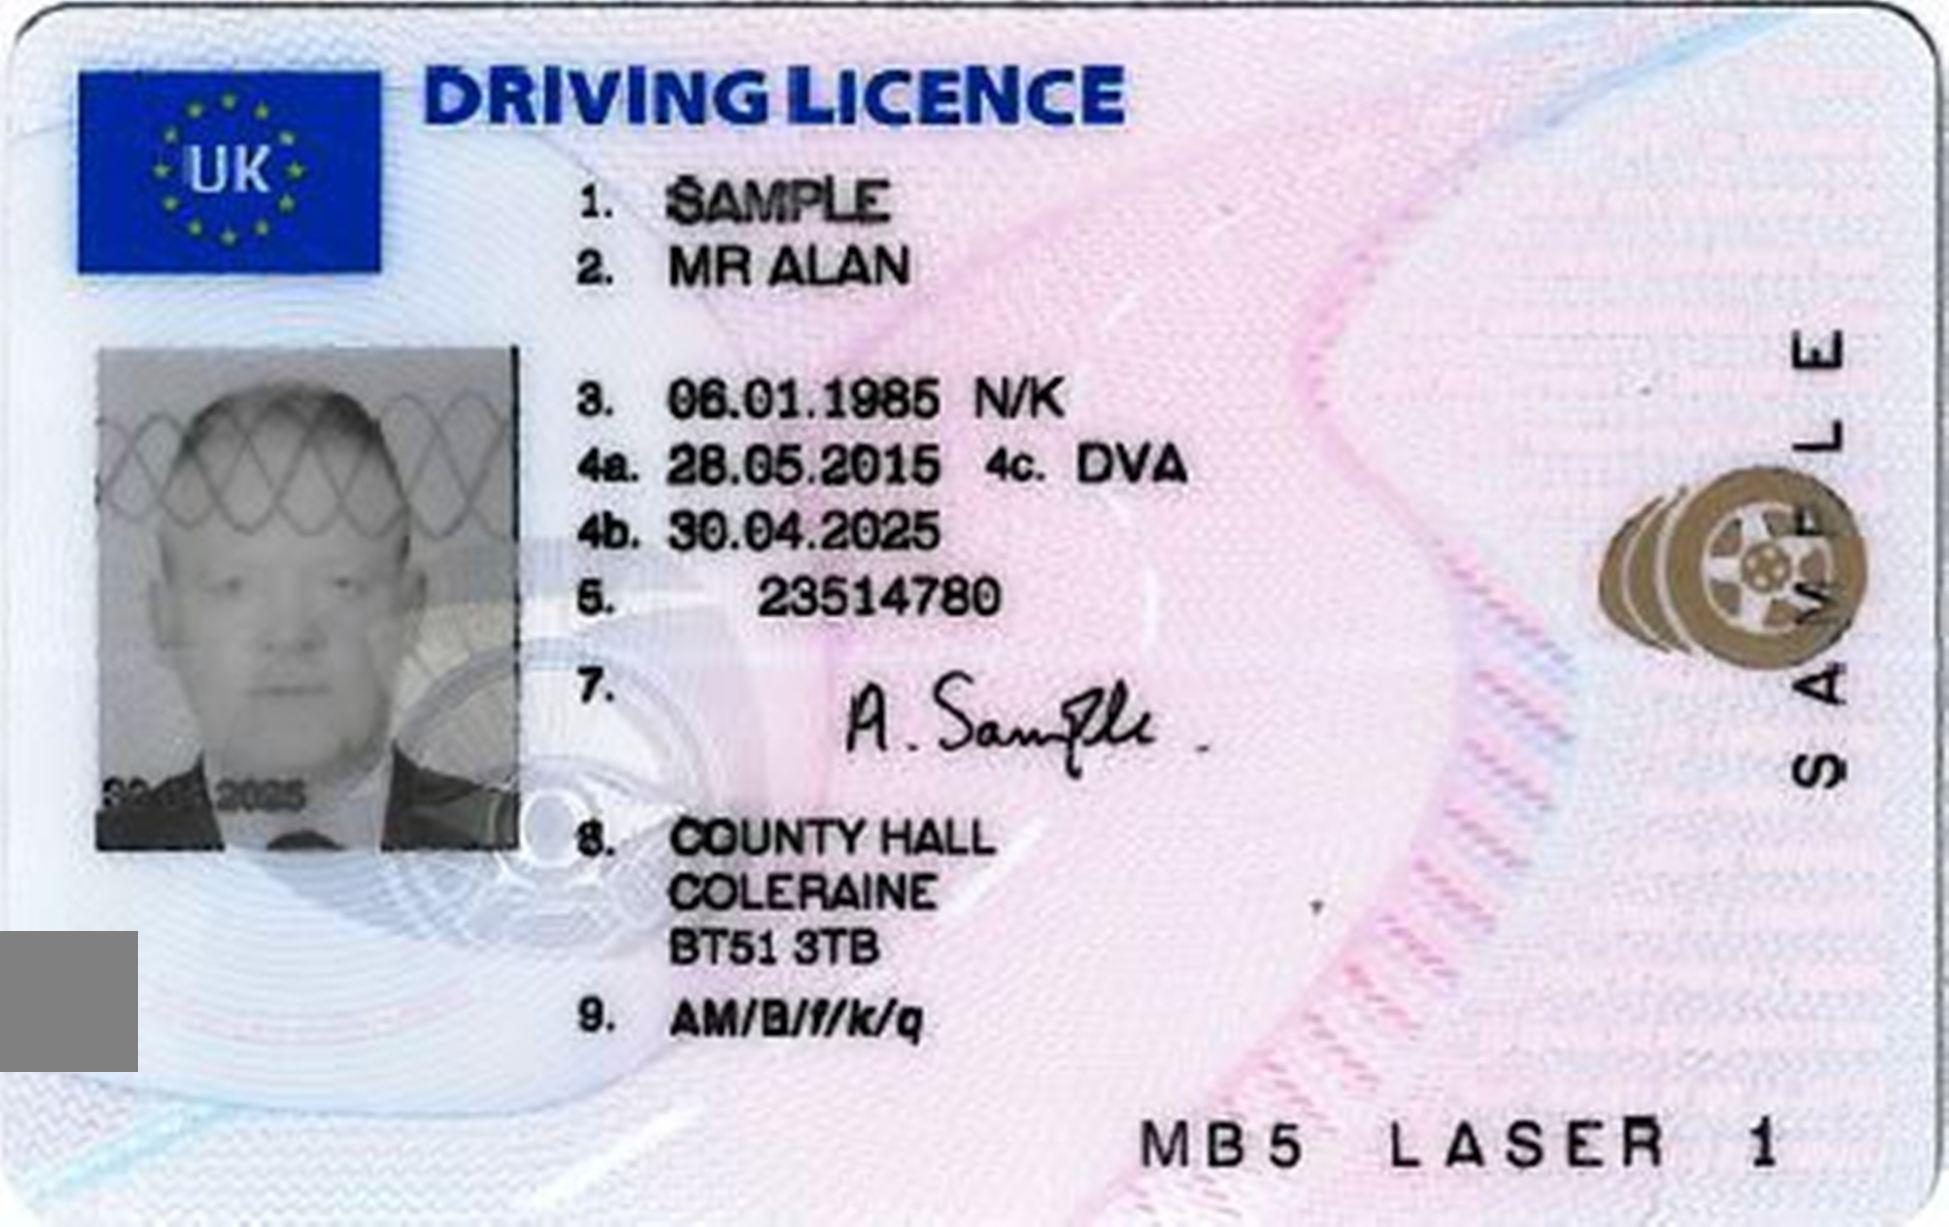 UK
DRIVING LICENCE
1. SAMPLE
2. MR ALAN
3. 06.01.1985 N/K
4a. 28.05.2015 4c. DVA
4b. 30.04.2025
5. 23514780
7. A. Sample.
8. COUNTY HALL
COLERAINE
BT51 3TB
9. AM/B/f/k/q
2025
SAMPLE
MB5 LASER 1